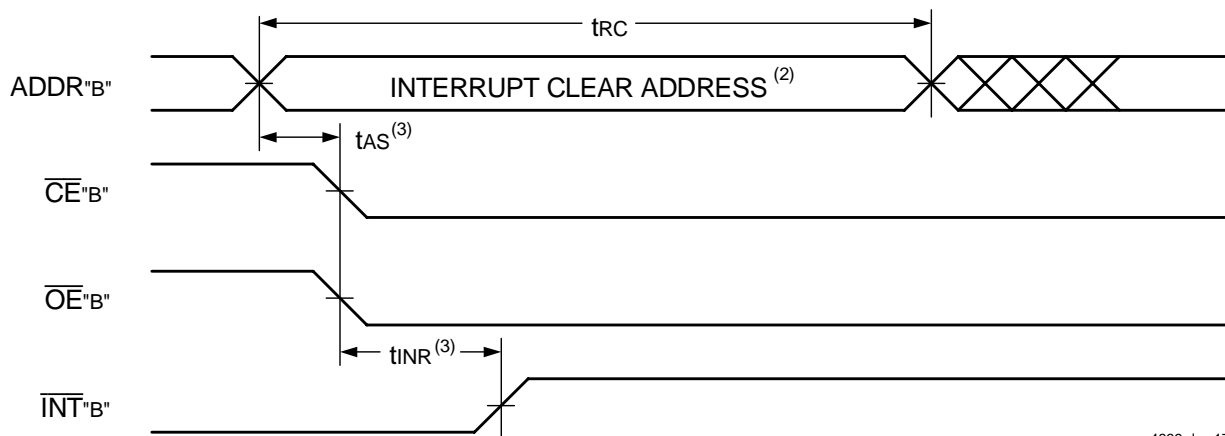 tRC
ADDR"B"
INTERRUPT CLEAR ADDRESS (2)
tAS(3)
CE"B"
OE"B"
tINR(3)
INT"B"